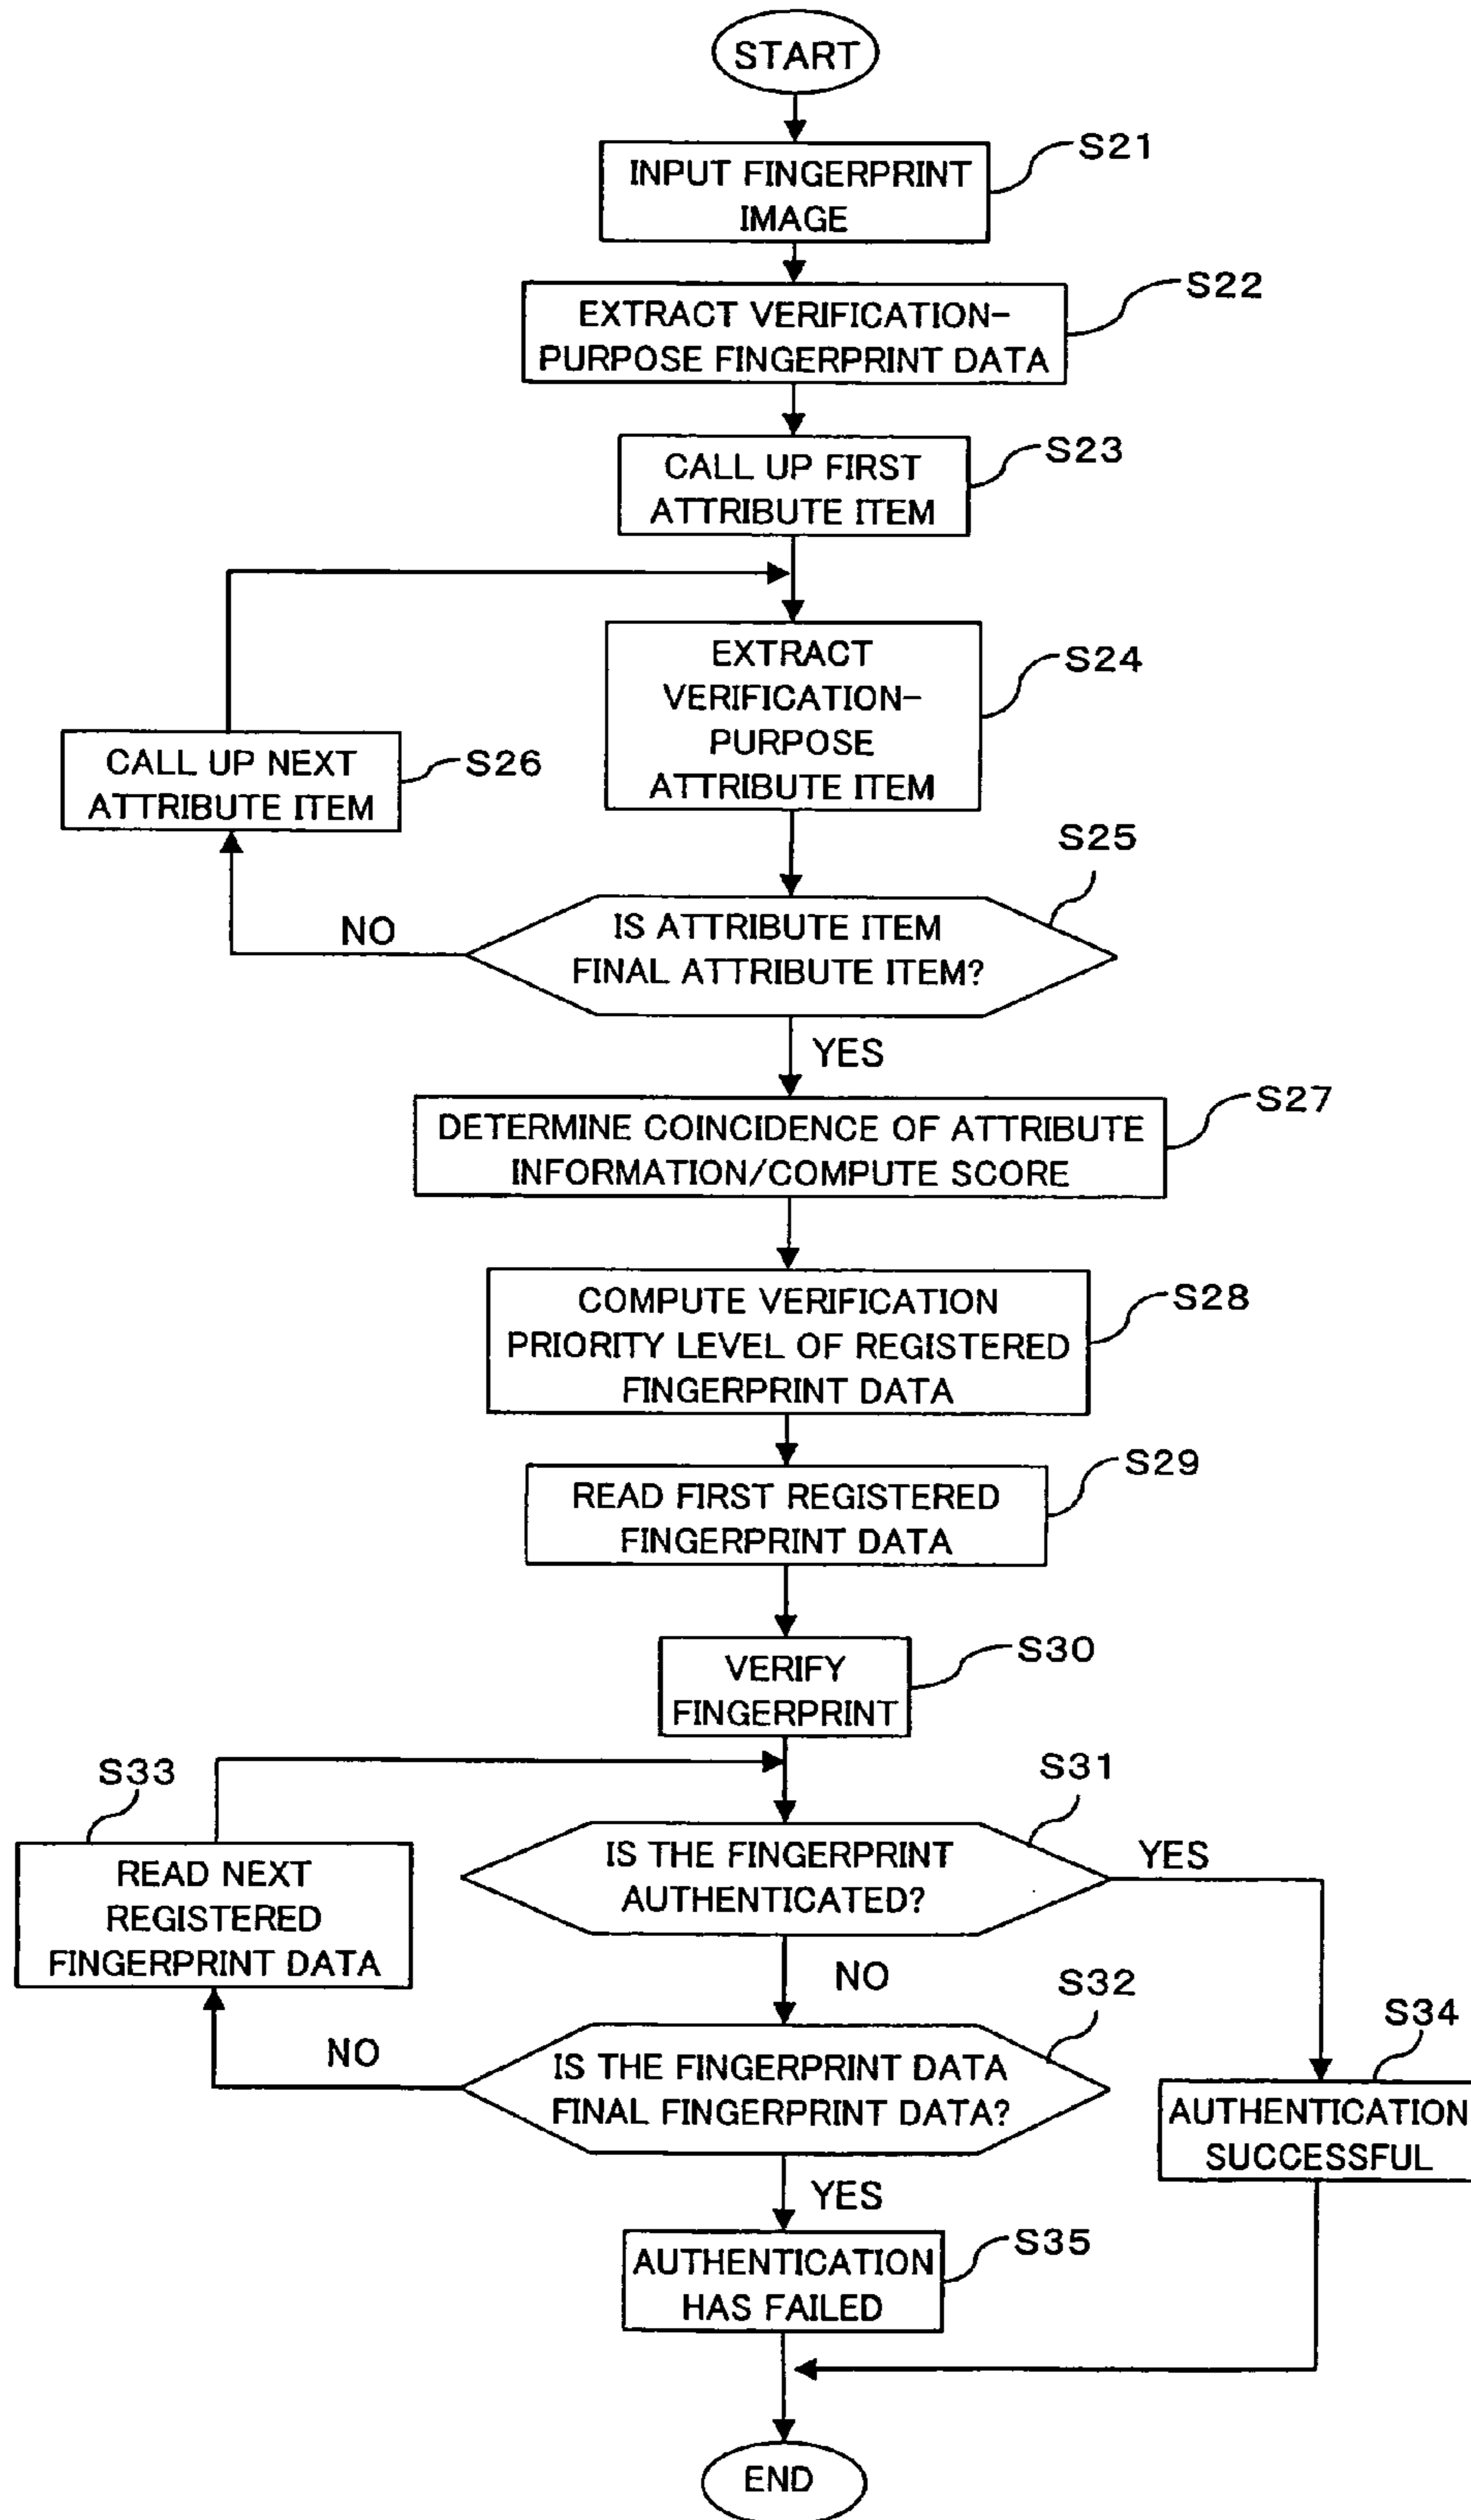 START
S21
INPUT FINGERPRINT
IMAGE
S22
EXTRACT VERIFICATION-
PURPOSE FINGERPRINT DATA
S23
CALL UP FIRST
ATTRIBUTE ITEM
EXTRACT
VERIFICATION-
PURPOSE
ATTRIBUTE ITEM
S24
CALL UP NEXT
ATTRIBUTE ITEM
S26
S25
IS ATTRIBUTE ITEM
FINAL ATTRIBUTE ITEM?
NO
YES
S27
DETERMINE COINCIDENCE OF ATTRIBUTE
INFORMATION/COMPUTE SCORE
S28
COMPUTE VERIFICATION
PRIORITY LEVEL OF REGISTERED
FINGERPRINT DATA
S29
READ FIRST REGISTERED
FINGERPRINT DATA
S30
VERIFY
FINGERPRINT
S33
S31
READ NEXT
REGISTERED
FINGERPRINT DATA
IS THE FINGERPRINT
AUTHENTICATED?
YES
NO
S32
NO
IS THE FINGERPRINT DATA
FINAL FINGERPRINT DATA?
S34
AUTHENTICATION
SUCCESSFUL
YES
S35
AUTHENTICATION
HAS FAILED
END